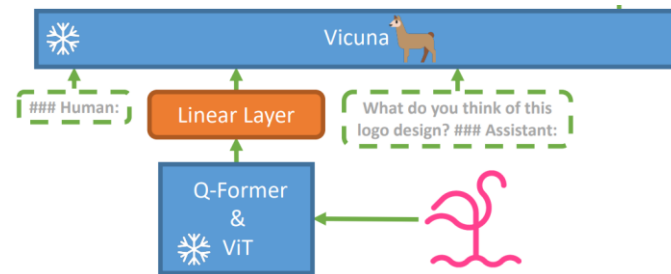 Vicuna
### Human:
Linear Layer
What do you think of this
logo design? ### Assistant:
Q-Former
&
ViT